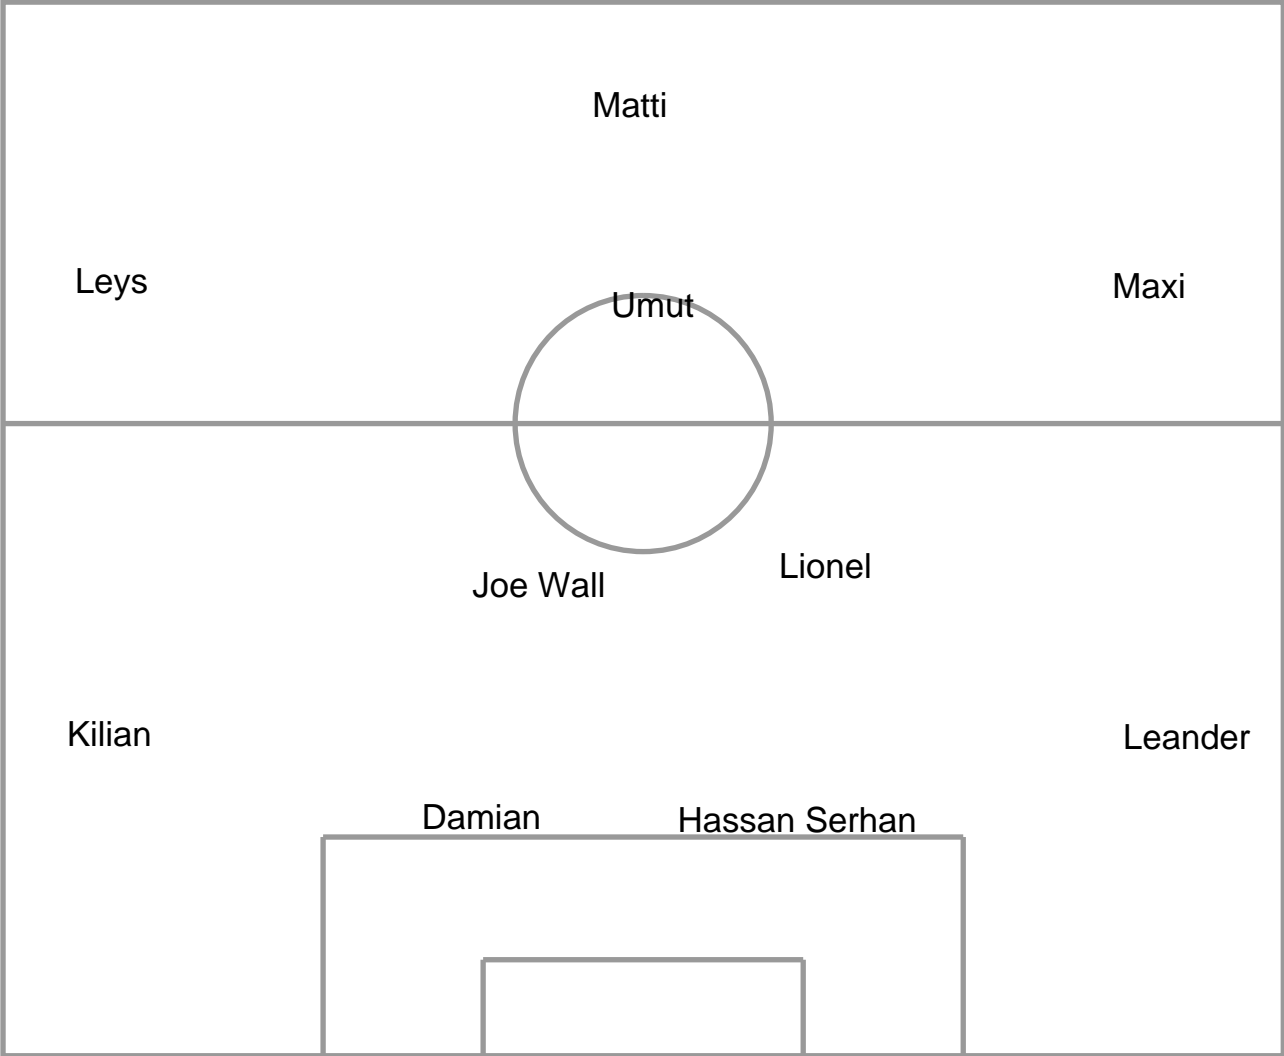 Matti
Leys
Umut
Maxi
Joe Wall
Lionel
Kilian
Leander
Damian
Hassan Serhan